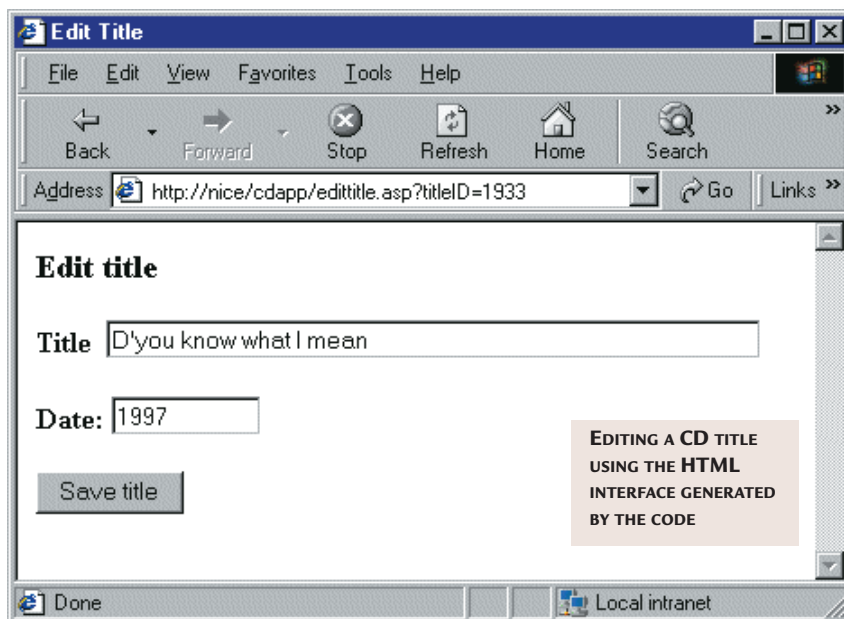 Edit Title
File Edit View Favorites Tools Help
Back Forward Stop Refresh Home Search »
Address http://nice/cdapp/edittitle.asp?titleID=1933 Go Links »
Edit title
Title D'you know what I mean
Date: 1997
Save title
EDITING A CD TITLE
USING THE HTML
INTERFACE GENERATED
BY THE CODE
Done Local intranet